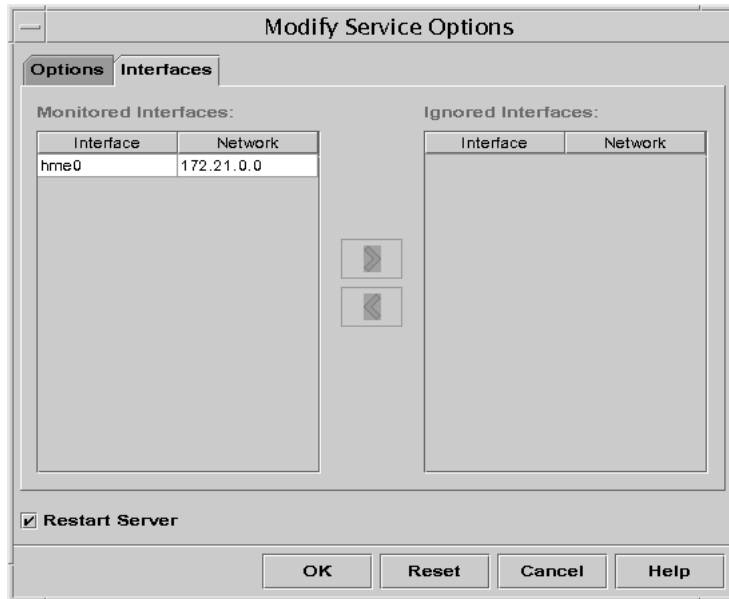 Modify Service Options
Options Interfaces
Monitored Interfaces: Ignored Interfaces:
Interface Network Interface Network
hme0 172.21.0.0
Restart Server
OK Reset Cancel Help